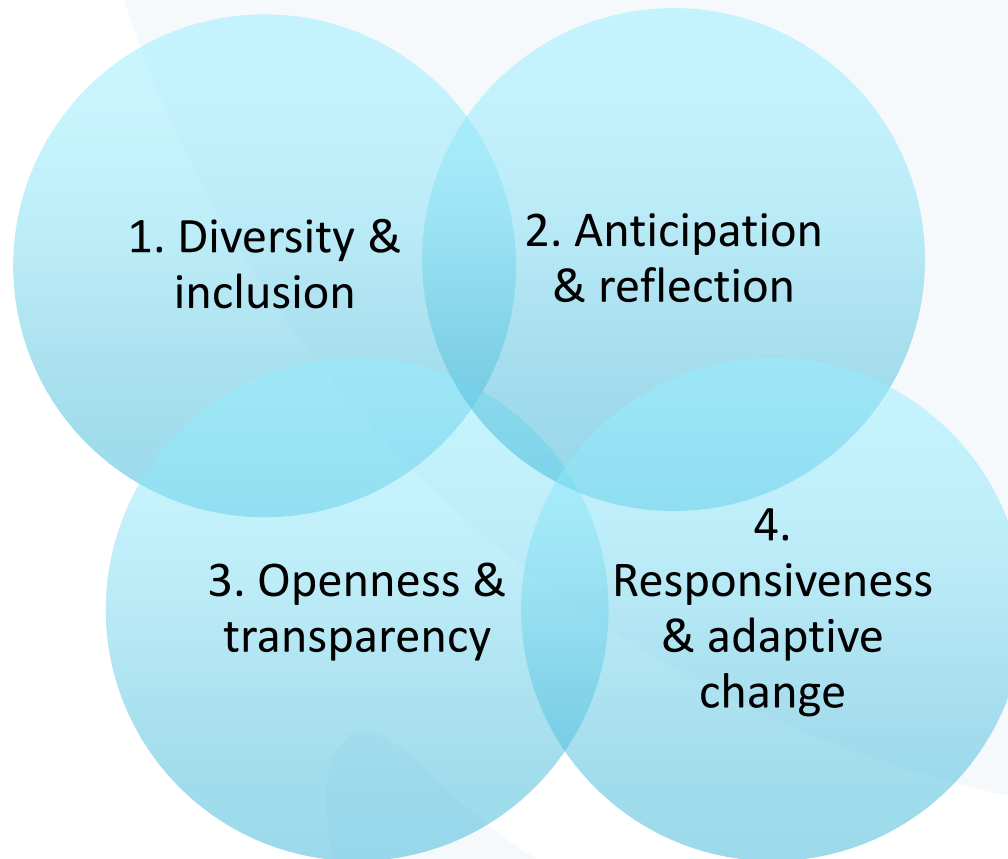 1. Diversity &
inclusion
2. Anticipation
& reflection
3. Openness &
transparency
4.
Responsiveness
& adaptive
change